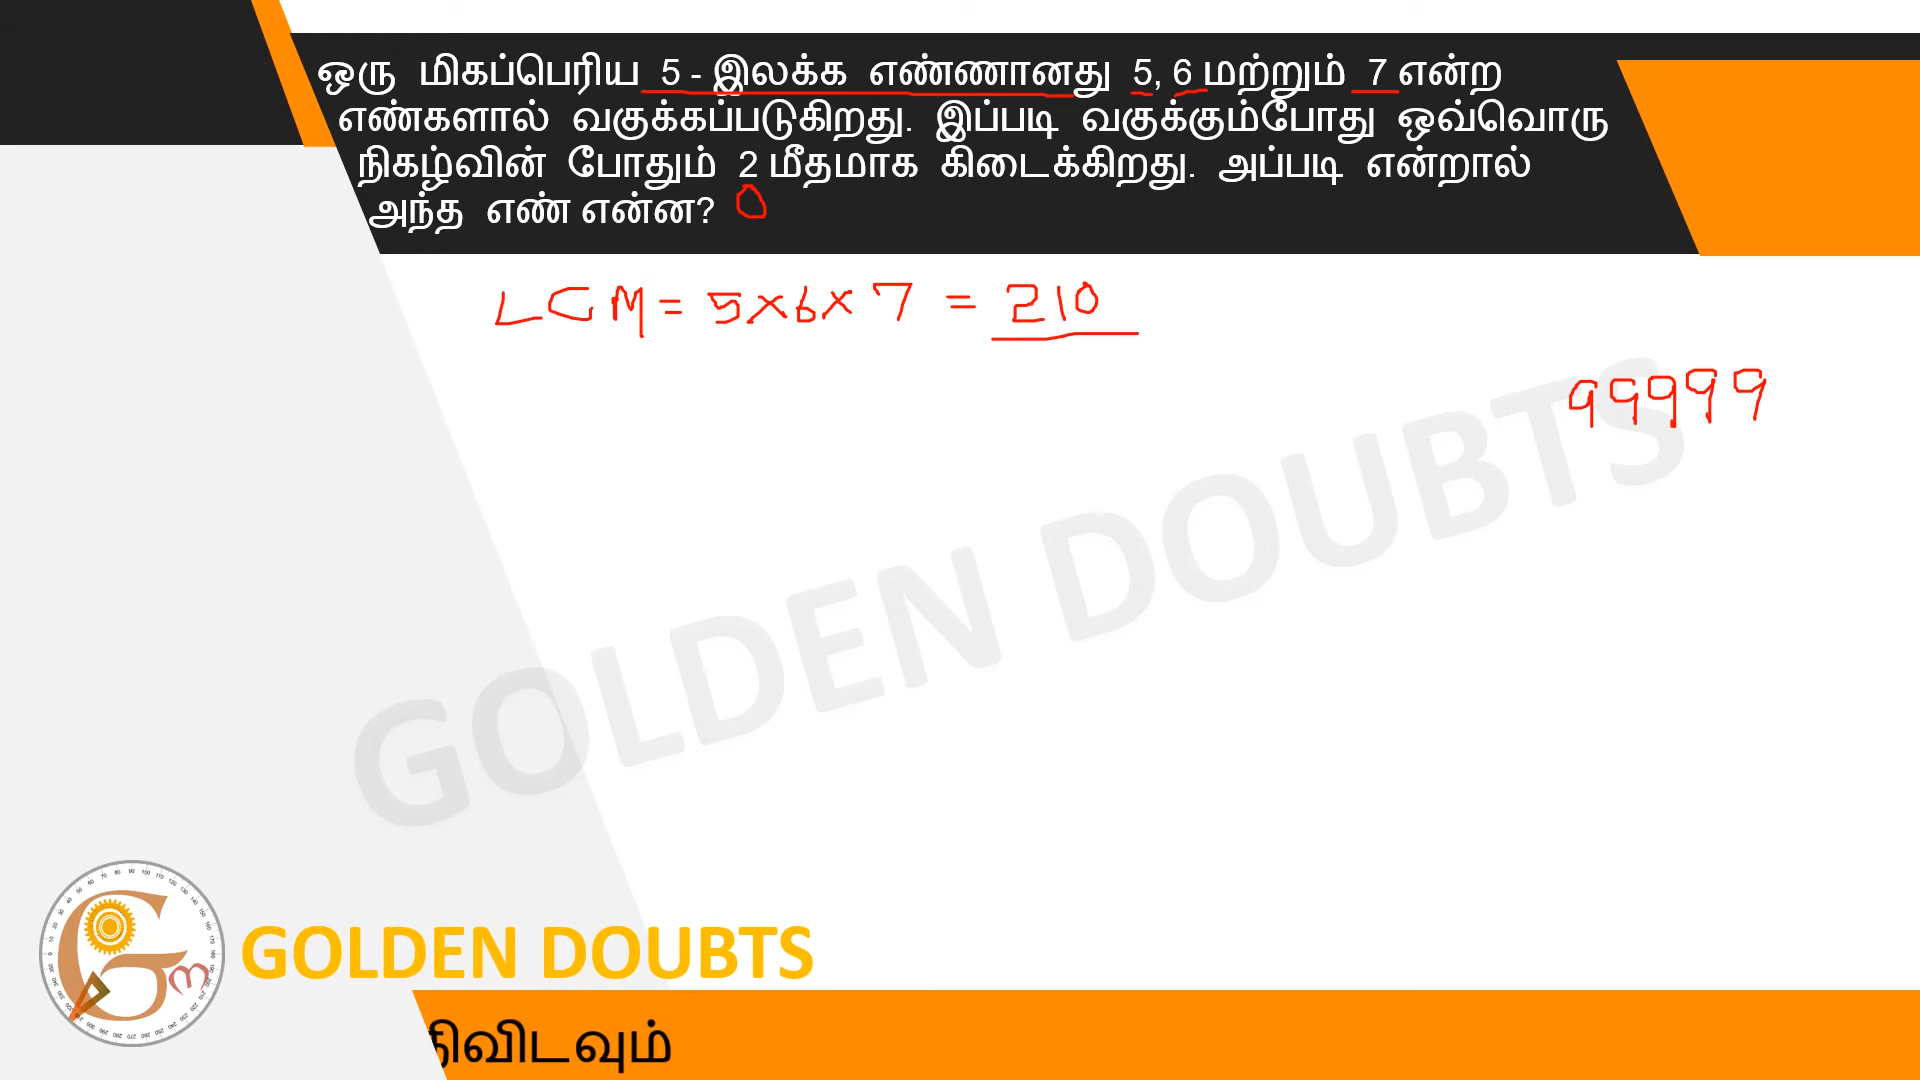 ஒரு மிகப்பெரிய 5 - இலக்க எண்ணானது 5, 6 மற்றும் 7 என்ற
எண்களால் வகுக்கப்படுகிறது. இப்படி வகுக்கும்போது ஒவ்வொரு
நிகழ்வின் போதும் 2 மீதமாக கிடைக்கிறது. அப்படி என்றால்
அந்த எண் என்ன? 0
LCM = 5 x 6 x 7 = 210
99999
GOLDEN DOUBTS
GOLDEN DOUBTS